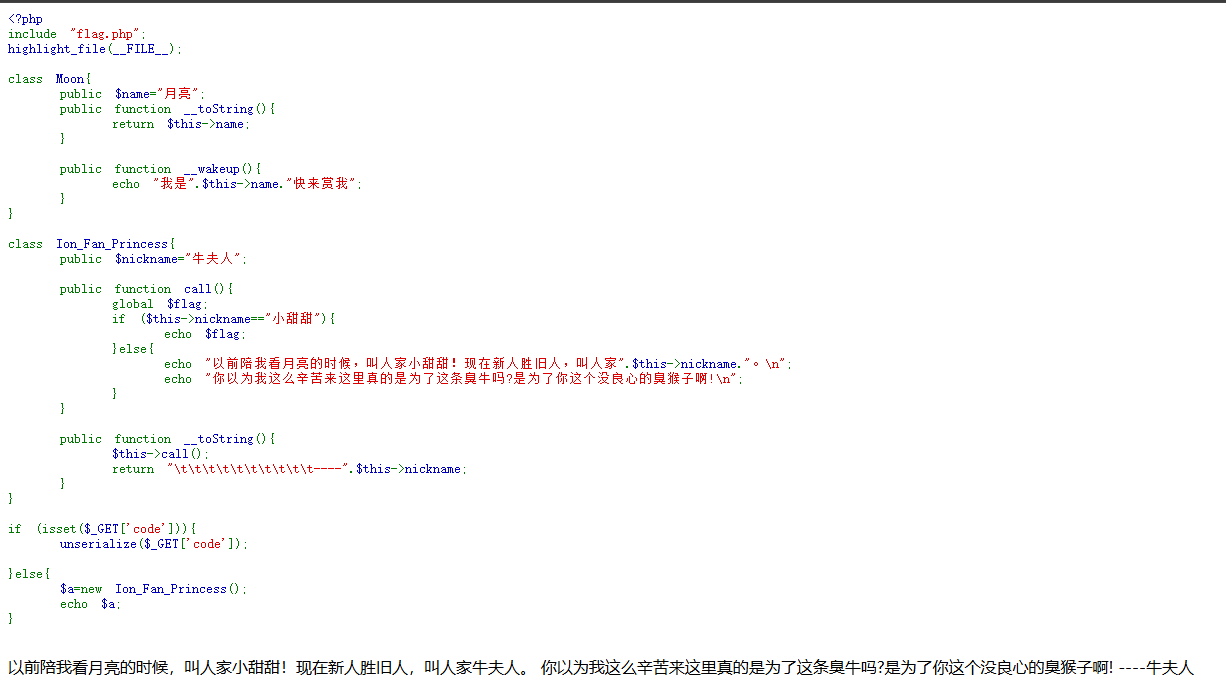 <?php
include "flag.php";
highlight_file(__FILE__);
class Moon{
public $name="月亮";
public function __toString(){
return $this->name;
}
public function __wakeup(){
echo "我是".$this->name."快来赏我";
}
}
class Ion_Fan_Princess{
public $nickname="牛夫人";
public function call(){
global $flag;
if ($this->nickname=="小甜甜"){
echo $flag;
}else{
echo "以前陪我看月亮的时候，叫人家小甜甜！现在新人胜旧人，叫人家".$this->nickname."。\n";
echo "你以为我这么辛苦来这里真的是为了这条臭牛吗?是为了你这个没良心的臭猴子啊!\n";
}
}
public function __toString(){
$this->call();
return "\t\t\t\t\t\t\t\t\t\t----".$this->nickname;
}
}
if (isset($_GET['code'])){
unserialize($_GET['code']);
}else{
$a=new Ion_Fan_Princess();
echo $a;
}
以前陪我看月亮的时候，叫人家小甜甜！现在新人胜旧人，叫人家牛夫人。 你以为我这么辛苦来这里真的是为了这条臭牛吗?是为了你这个没良心的臭猴子啊! ----牛夫人